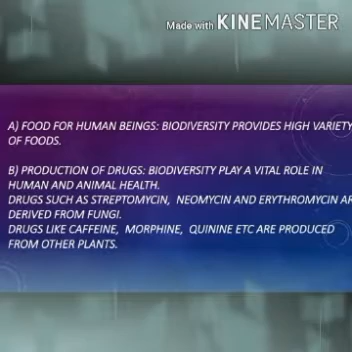 Made with KINEMASTER
A) FOOD FOR HUMAN BEINGS: BIODIVERSITY PROVIDES HIGH VARIETY
OF FOODS.
B) PRODUCTION OF DRUGS: BIODIVERSITY PLAY A VITAL ROLE IN
HUMAN AND ANIMAL HEALTH.
DRUGS SUCH AS STREPTOMYCIN, NEOMYCIN AND ERYTHROMYCIN AR
DERIVED FROM FUNGI.
DRUGS LIKE CAFFEINE, MORPHINE, QUININE ETC ARE PRODUCED
FROM OTHER PLANTS.